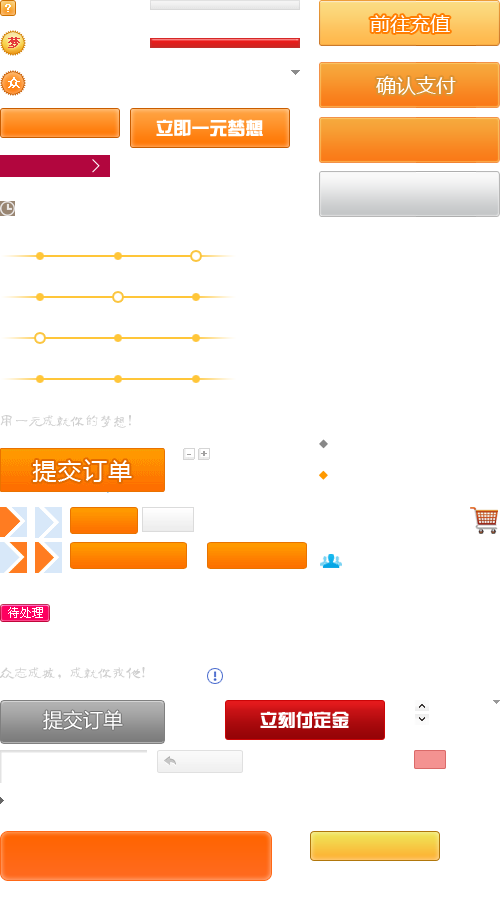 ?
前往充值
梦
众
确认支付
立即一元梦想
用一元成就你的梦想!
提交订单
待处理
众志成城，成就你我他!
提交订单
立刻付定金